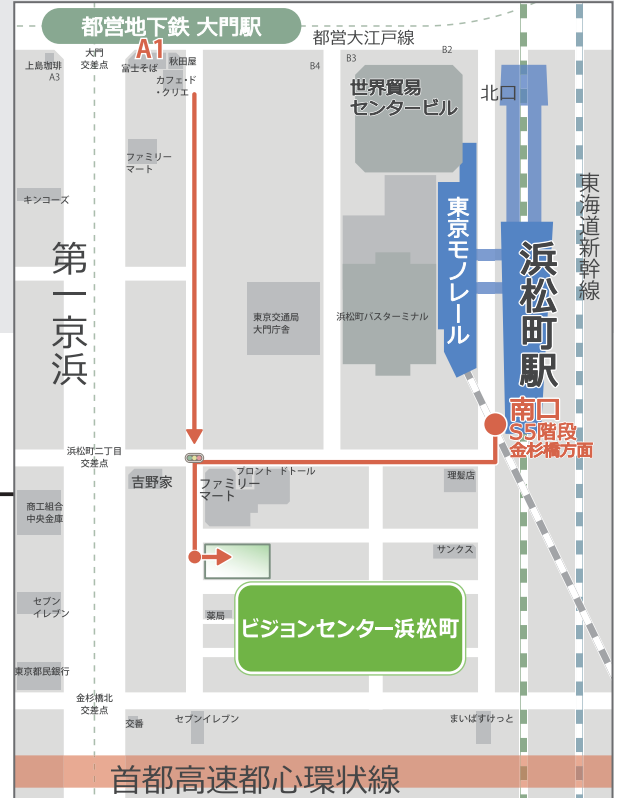 都営地下鉄 大門駅
都営大江戸線
A1
B2
B3
B4
大門
交差点
上島珈琲
A3
富士そば
秋田屋
カフェ・ド
・クリエ
世界貿易
センタービル
北口
ファミリー
マート
キンコーズ
東海道新幹線
東京モノレール
浜松町駅
第一京浜
東京交通局
大門庁舎
浜松町バスターミナル
南口
S5階段
金杉橋方面
浜松町二丁目
交差点
吉野家
ファミリー
マート
フロント ドトール
理髪店
商工組合
中央金庫
サンクス
セブン
イレブン
薬局
ビジョンセンター浜松町
東京都民銀行
金杉橋北
交差点
交番
セブンイレブン
まいばすけっと
首都高速都心環状線